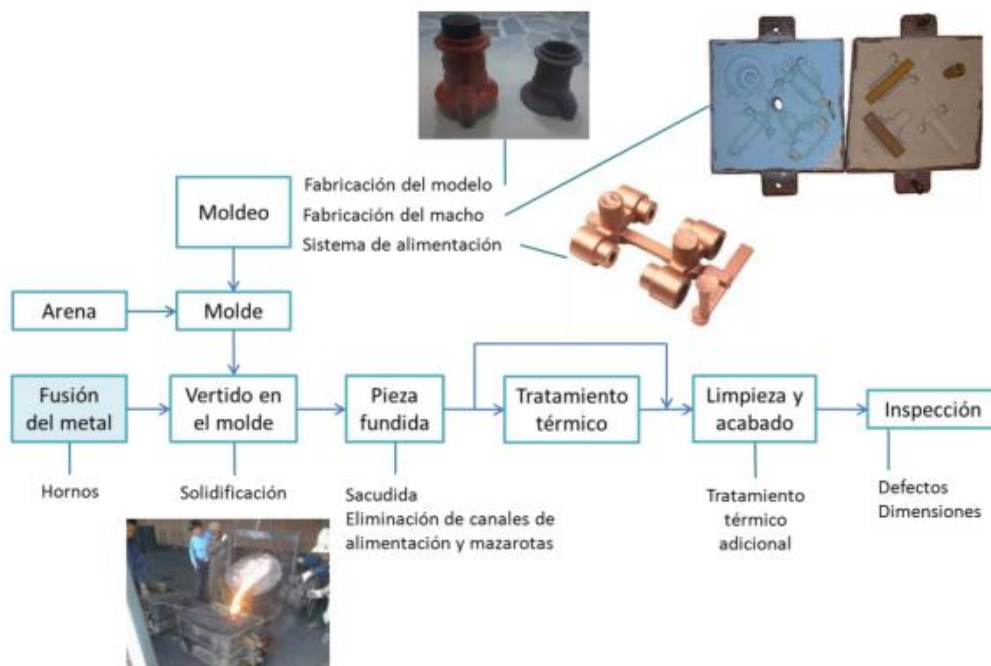 Moldeo
Fabricación del modelo
Fabricación del macho
Sistema de alimentación
Arena
Molde
Fusión
del metal
Vertido en
el molde
Pieza
fundida
Tratamiento
térmico
Limpieza y
acabado
Inspección
Hornos
Solidificación
Sacudida
Eliminación de canales de
alimentación y mazarotas
Tratamiento
térmico
adicional
Defectos
Dimensiones